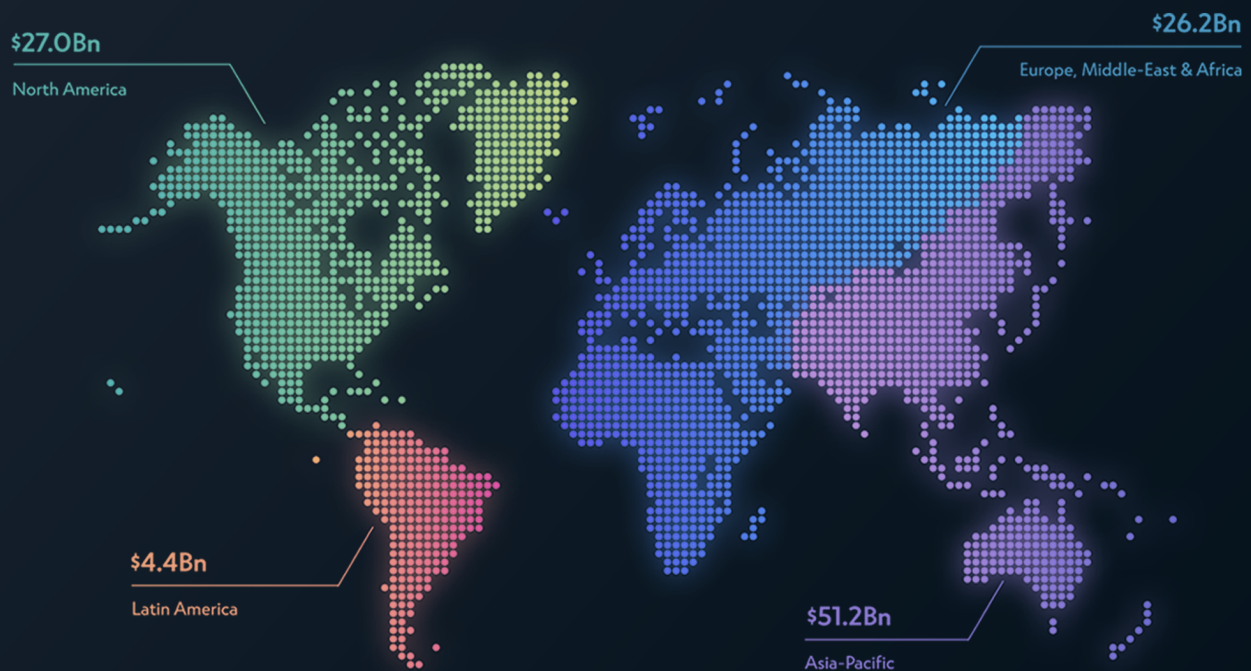 $27.0Bn
North America
$26.2Bn
Europe, Middle-East & Africa
$4.4Bn
Latin America
$51.2Bn
Asia-Pacific